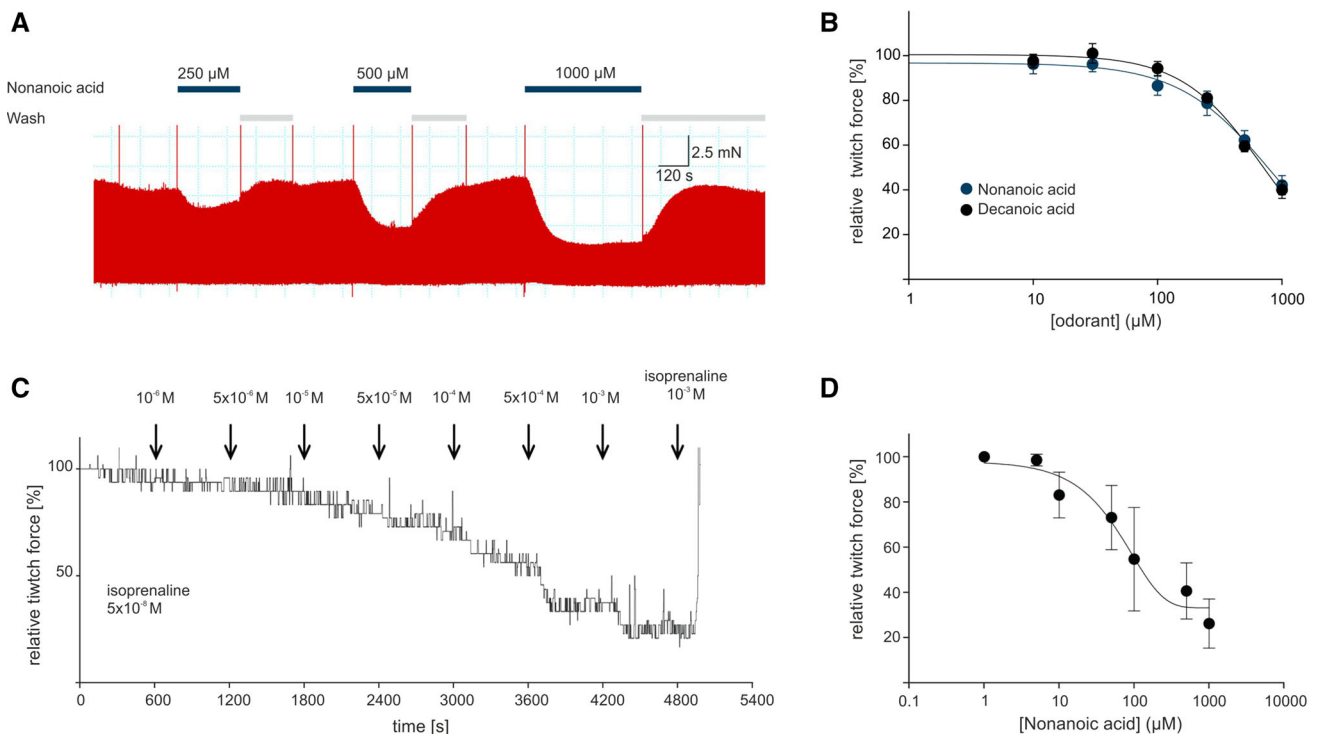 A
Nonanoic acid
250 µM
500 µM
1000 µM
Wash
2.5 mN
120 s
B
relative twitch force [%]
100
80
60
40
20
Nonanoic acid
Decanoic acid
1
10
100
1000
[odorant] (µM)
C
10⁻⁶ M
5x10⁻⁶ M
10⁻⁵ M
5x10⁻⁵ M
10⁻⁴ M
5x10⁻⁴ M
10⁻³ M
isoprenaline
10⁻³ M
relative tiwtch force [%]
100
50
isoprenaline
5x10⁻⁸ M
0
600
1200
1800
2400
3000
3600
4200
4800
5400
time [s]
D
relative twitch force [%]
100
80
60
40
20
0.1
1
10
100
1000
10000
[Nonanoic acid] (µM)